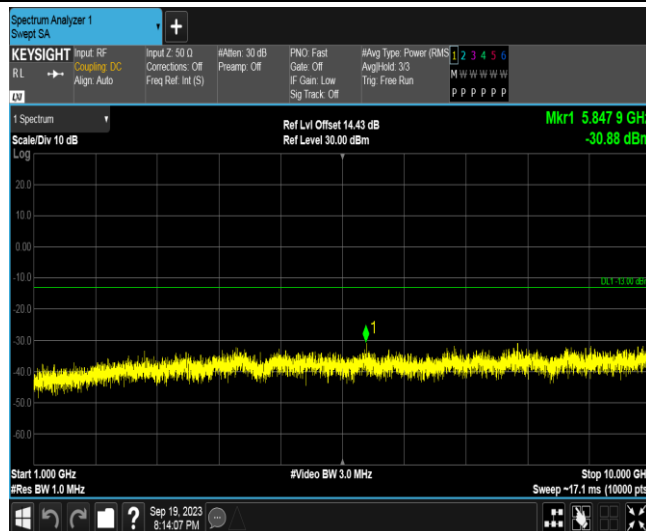 Spectrum Analyzer 1
Swept SA
+
KEYSIGHT
RL
LXI
Input: RF
Coupling: DC
Align: Auto
Input Z: 50 Ω
Corrections: Off
Freq Ref: Int (S)
#Atten: 30 dB
Preamp: Off
PNO: Fast
Gate: Off
IF Gain: Low
Sig Track: Off
#Avg Type: Power (RMS
Avg|Hold: 3/3
Trig: Free Run
1 2 3 4 5 6
M W W W W W
P P P P P P
1 Spectrum
Scale/Div 10 dB
Log
Ref Lvl Offset 14.43 dB
Ref Level 30.00 dBm
Mkr1 5.847 9 GHz
-30.88 dBm
20.0
10.0
0.00
-10.0
DL1 -13.00 dBm
-20.0
-30.0
1
-40.0
-50.0
-60.0
Start 1.000 GHz
#Res BW 1.0 MHz
#Video BW 3.0 MHz
Stop 10.000 GHz
Sweep ~17.1 ms (10000 pts
?
Sep 19, 2023
8:14:07 PM